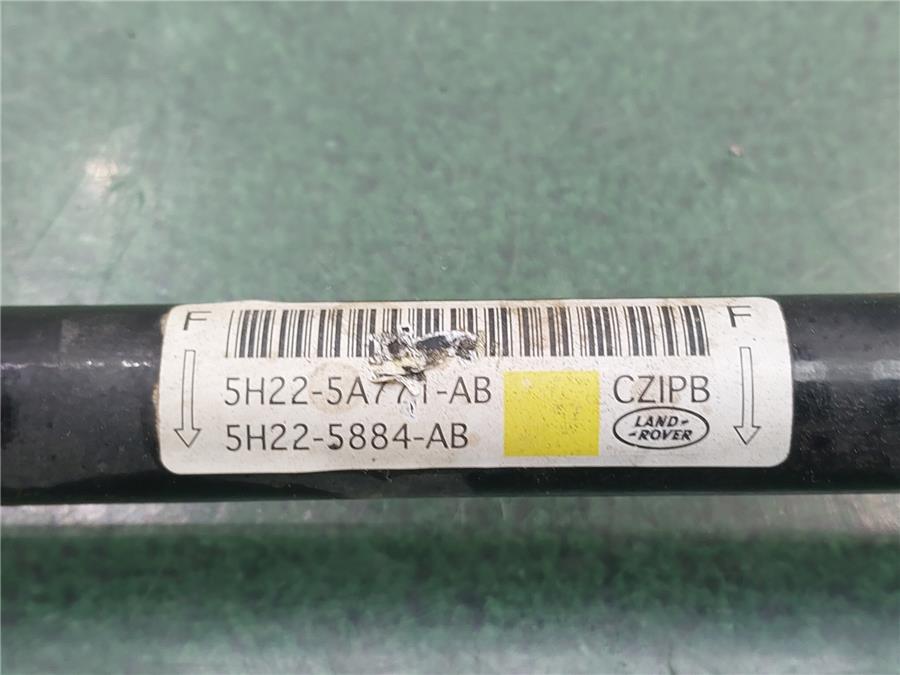 F F
5H22-5A771-AB CZIPB
5H22-5884-AB
LAND-
-ROVER